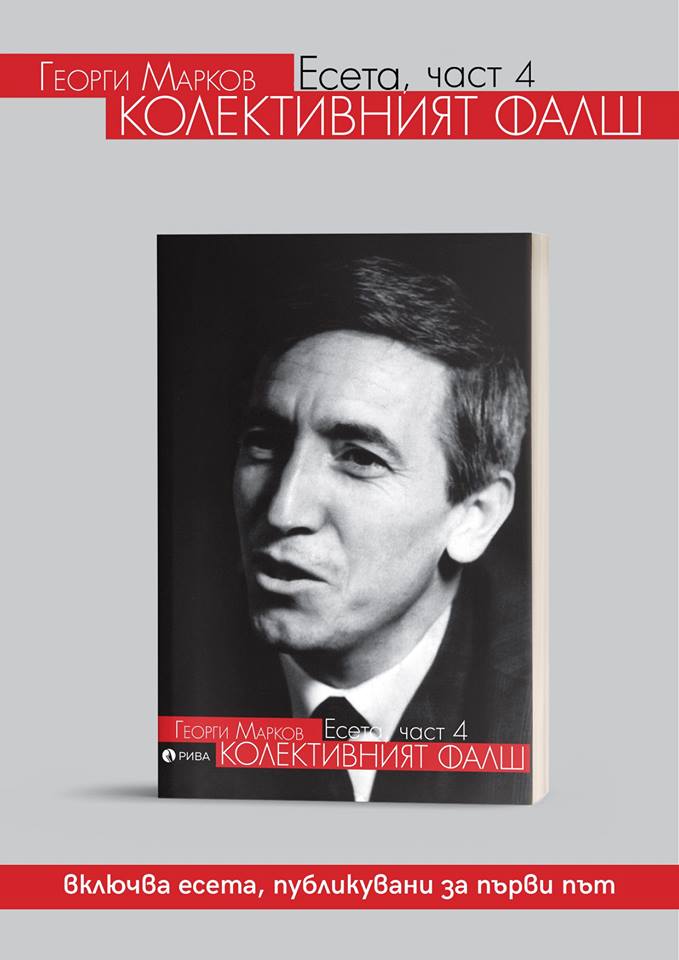 Георги Марков Есета, част 4
КОЛЕКТИВНИЯТ ФАЛШ
Георги Марков Есета, част 4
РИВА КОЛЕКТИВНИЯТ ФАЛШ
включва есета, публикувани за първи път